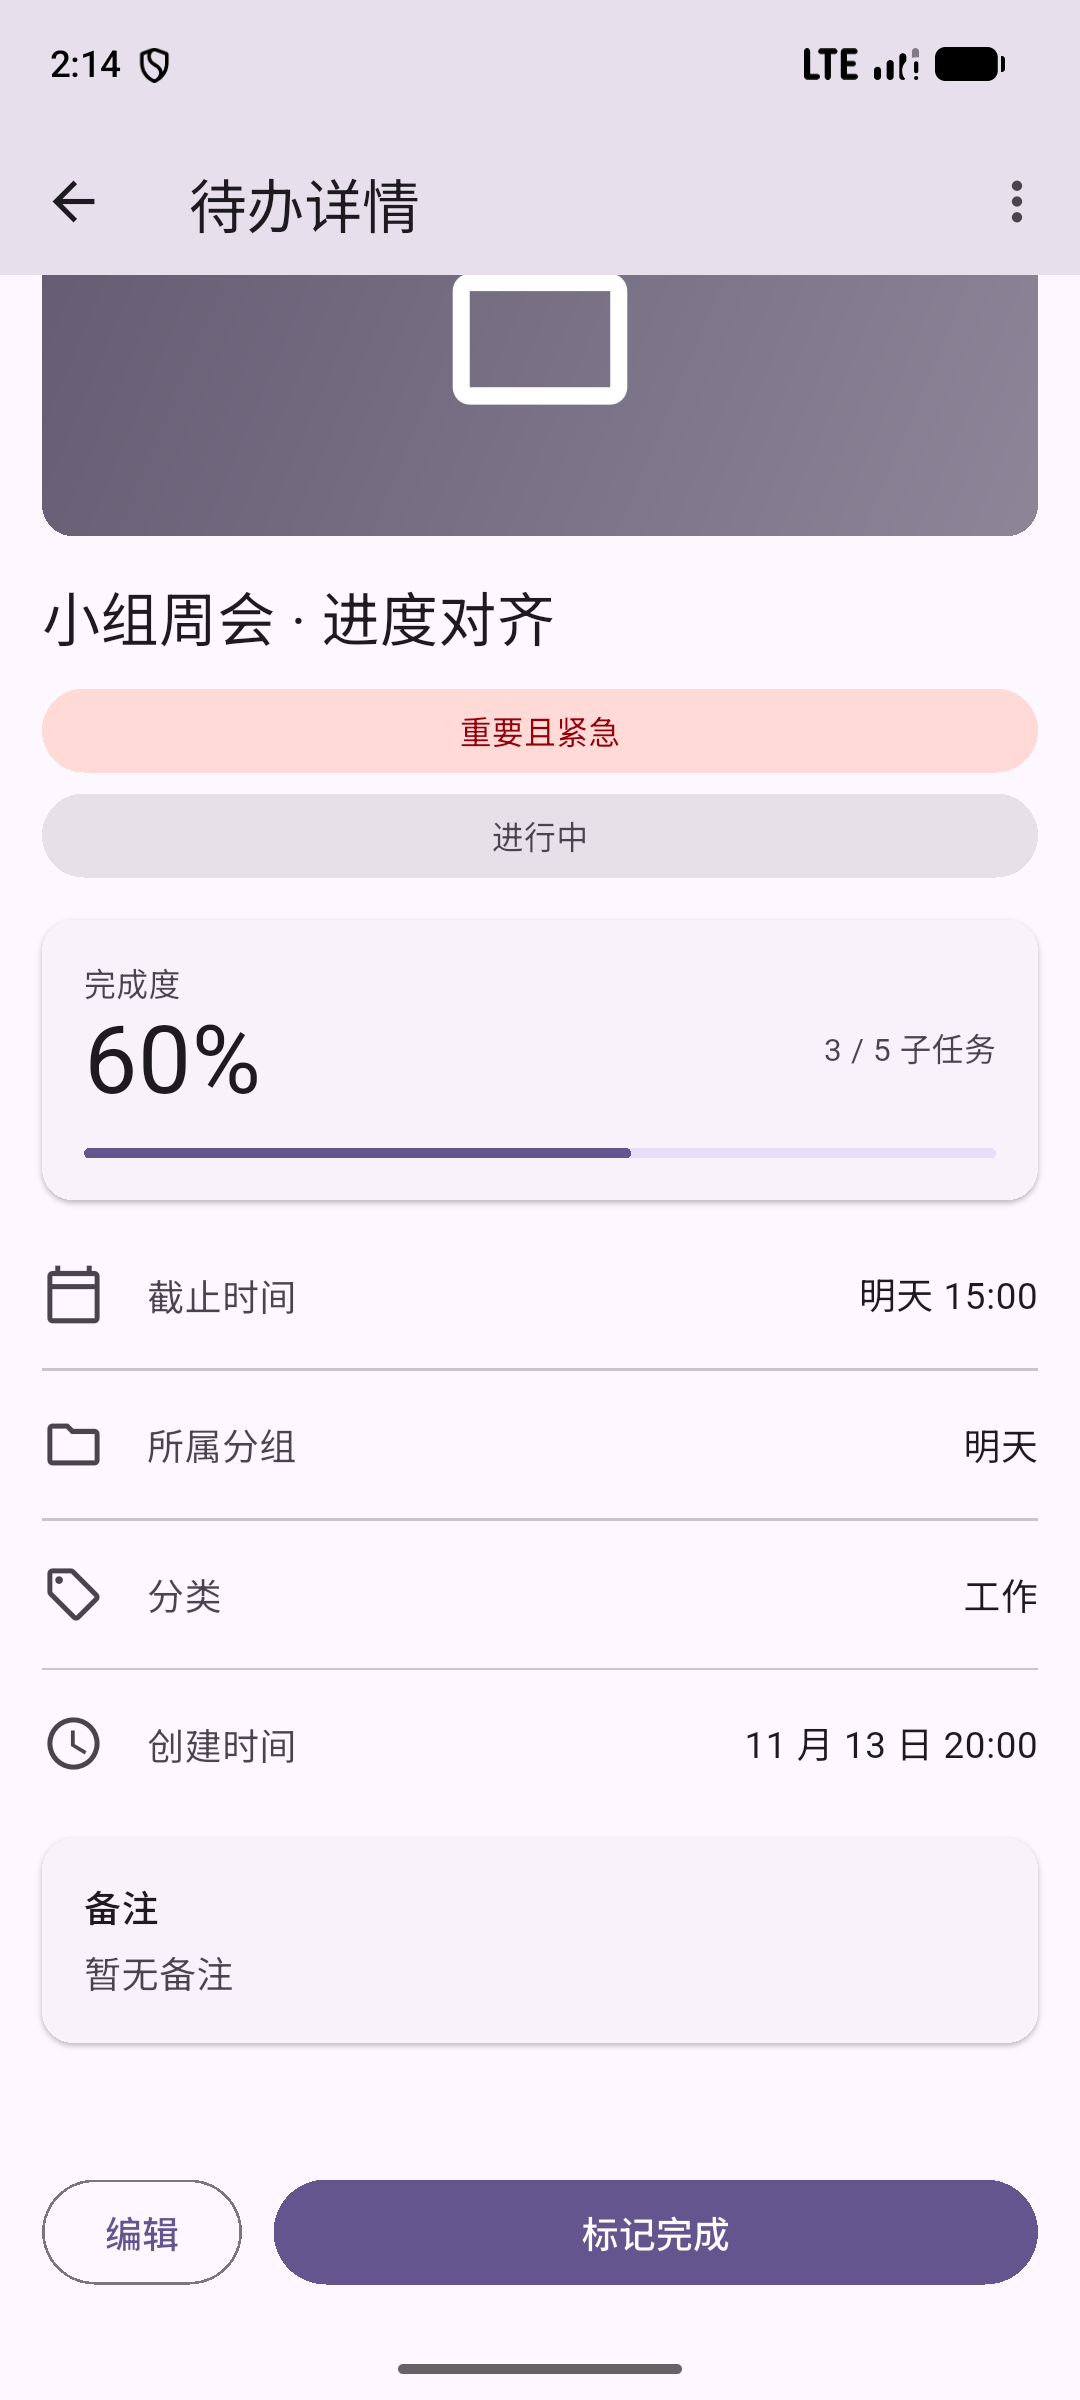 2:14
LTE
待办详情
小组周会 · 进度对齐
重要且紧急
进行中
完成度
60%
3 / 5 子任务
截止时间
明天 15:00
所属分组
明天
分类
工作
创建时间
11 月 13 日 20:00
备注
暂无备注
编辑
标记完成